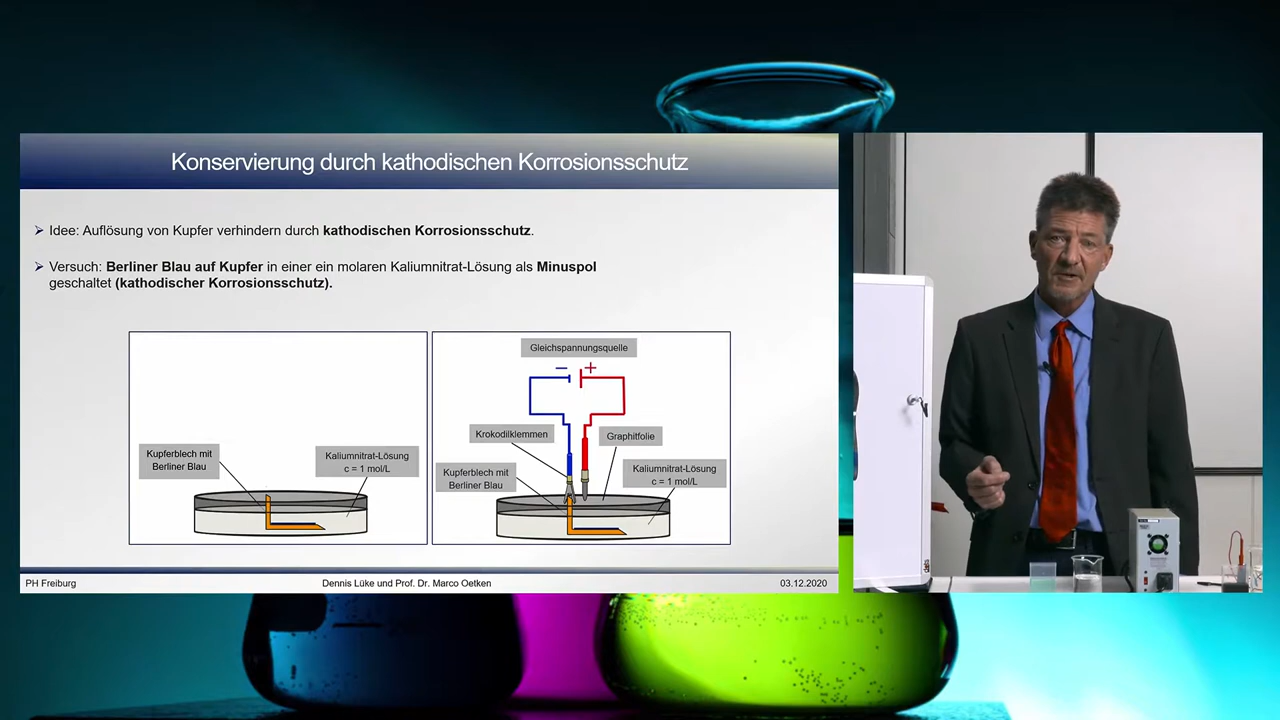 Konservierung durch kathodischen Korrosionsschutz
Idee: Auflösung von Kupfer verhindern durch kathodischen Korrosionsschutz.
Versuch: Berliner Blau auf Kupfer in einer ein molaren Kaliumnitrat-Lösung als Minuspol
geschaltet (kathodischer Korrosionsschutz).
Kupferblech mit
Berliner Blau
Kaliumnitrat-Lösung
c = 1 mol/L
Gleichspannungsquelle
− +
Krokodilklemmen
Graphitfolie
Kupferblech mit
Berliner Blau
Kaliumnitrat-Lösung
c = 1 mol/L
PH Freiburg
Dennis Lüke und Prof. Dr. Marco Oetken
03.12.2020